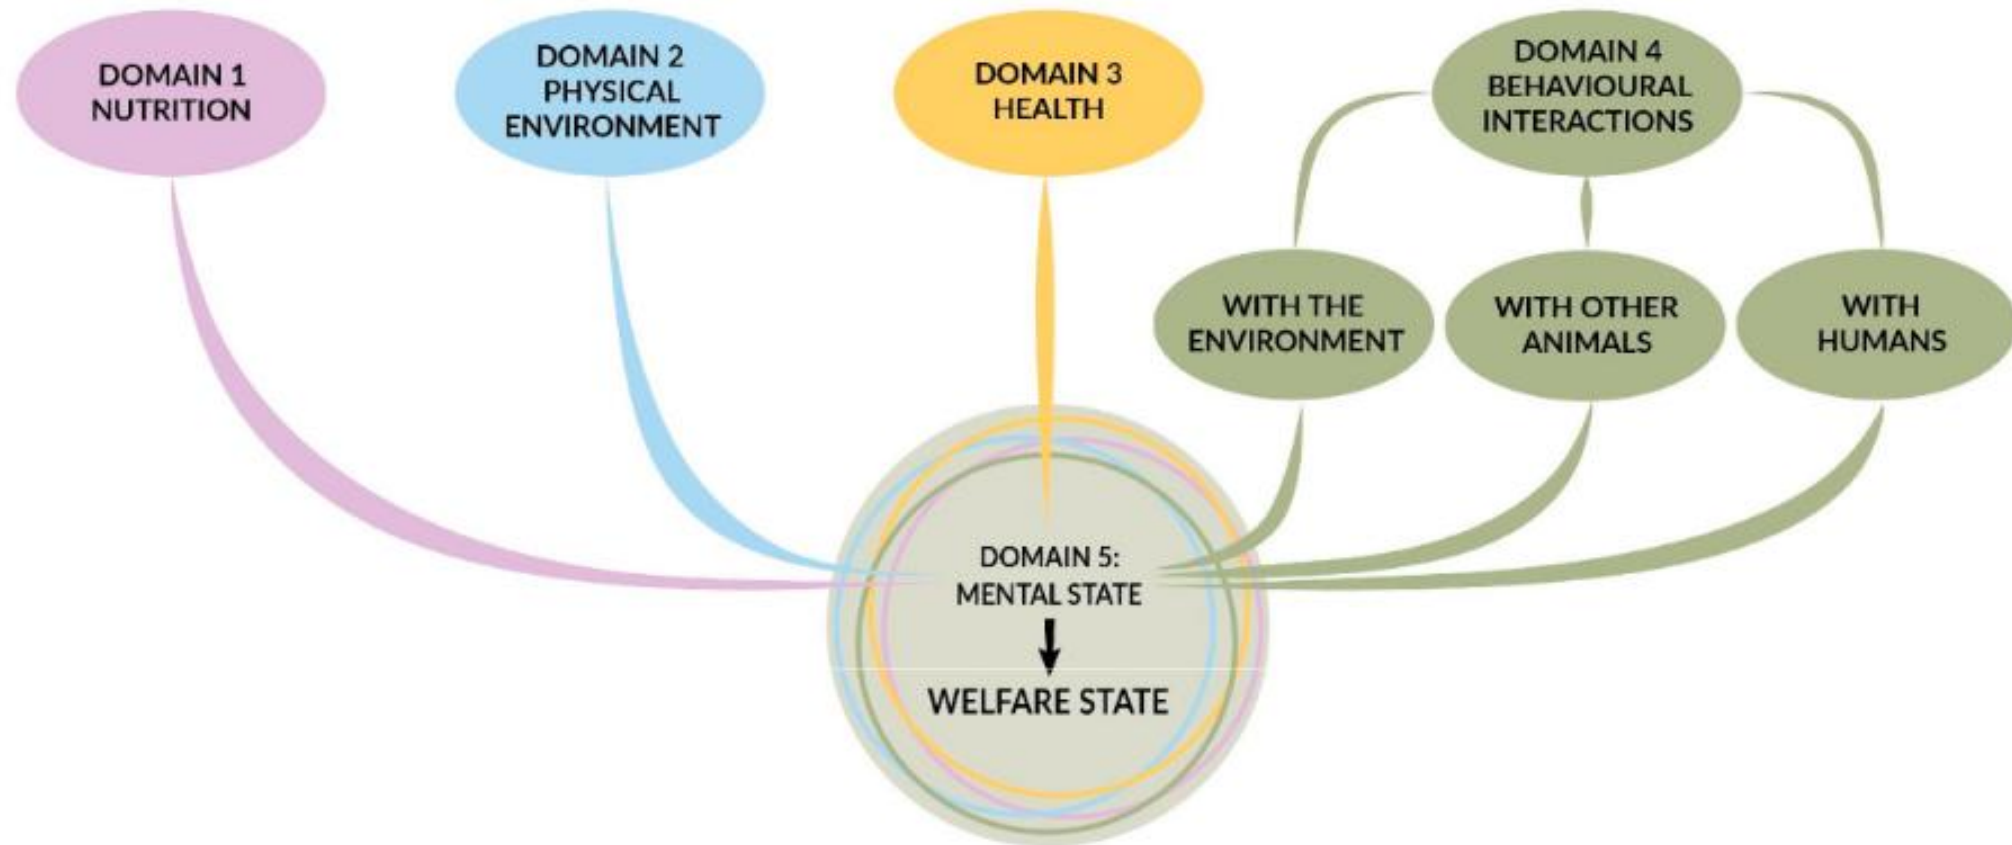 DOMAIN 1
NUTRITION
DOMAIN 2
PHYSICAL
ENVIRONMENT
DOMAIN 3
HEALTH
DOMAIN 4
BEHAVIOURAL
INTERACTIONS
WITH THE
ENVIRONMENT
WITH OTHER
ANIMALS
WITH
HUMANS
DOMAIN 5:
MENTAL STATE
WELFARE STATE